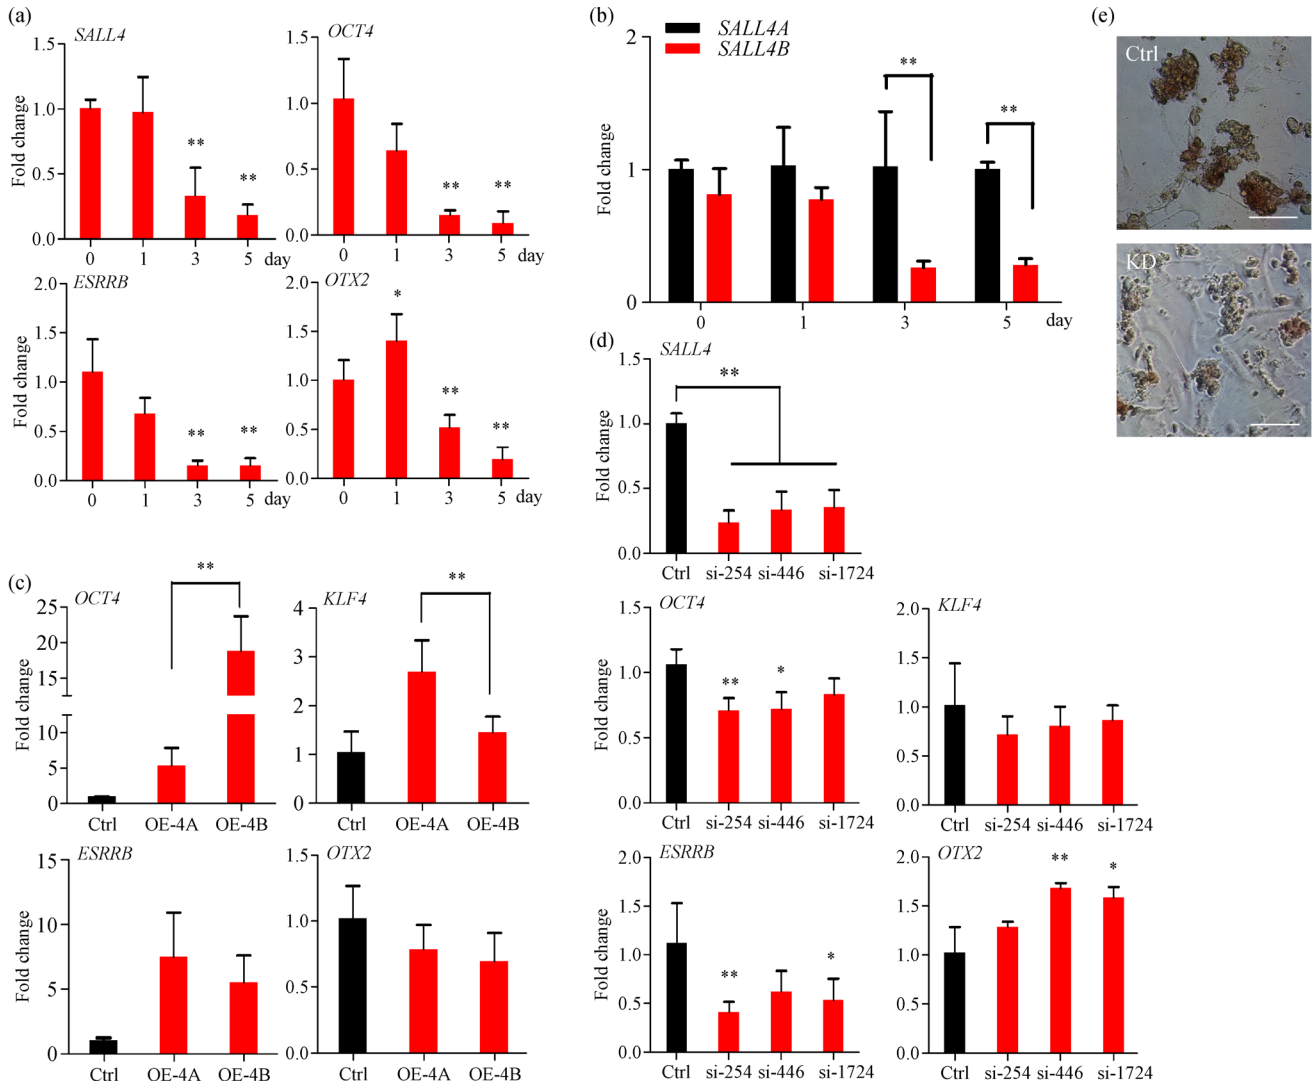 (a)
SALL4
Fold change
1.5
1.0
0.5
0.0
** **
0 1 3 5 day
OCT4
1.5
1.0
0.5
0.0
** **
0 1 3 5 day
ESRRB
Fold change
2.0
1.5
1.0
0.5
0.0
** **
0 1 3 5 day
OTX2
2.0
1.5
1.0
0.5
0.0
* ** **
0 1 3 5 day
(b)
SALL4A
SALL4B
Fold change
2
1
0
** **
0 1 3 5 day
(c)
OCT4
Fold change
25
20
15
10
5
0
**
Ctrl OE-4A OE-4B
KLF4
4
3
2
1
0
**
Ctrl OE-4A OE-4B
ESRRB
Fold change
15
10
5
0
Ctrl OE-4A OE-4B
OTX2
1.5
1.0
0.5
0.0
Ctrl OE-4A OE-4B
(d)
SALL4
Fold change
1.5
1.0
0.5
0.0
**
Ctrl si-254 si-446 si-1724
OCT4
Fold change
1.5
1.0
0.5
0.0
** *
Ctrl si-254 si-446 si-1724
KLF4
2.0
1.5
1.0
0.5
0.0
Ctrl si-254 si-446 si-1724
ESRRB
Fold change
2.0
1.5
1.0
0.5
0.0
** *
Ctrl si-254 si-446 si-1724
OTX2
2.0
1.5
1.0
0.5
0.0
** *
Ctrl si-254 si-446 si-1724
(e)
Ctrl
KD